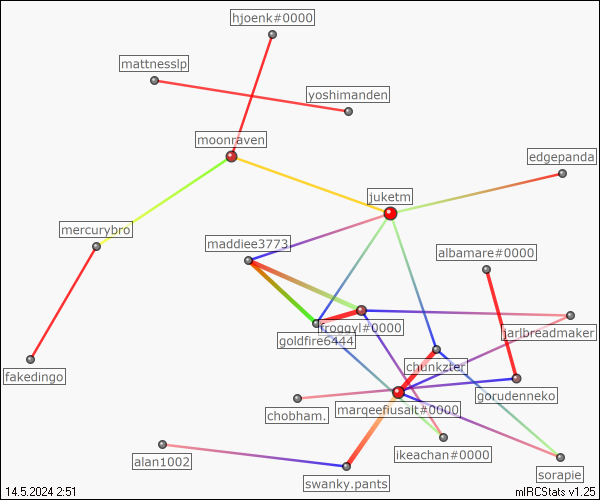 hjoenk#0000
mattnesslp
yoshimanden
moonraven
edgepanda
juketm
mercurybro
maddiee3773
albamare#0000
froggyl#0000
jarlbreadmaker
goldfire6444
chunkzter
fakedingo
gorudenneko
marqeefiusalt#0000
chobham.
ikeachan#0000
alan1002
sorapie
swanky.pants
14.5.2024 2:51
mIRCStats v1.25